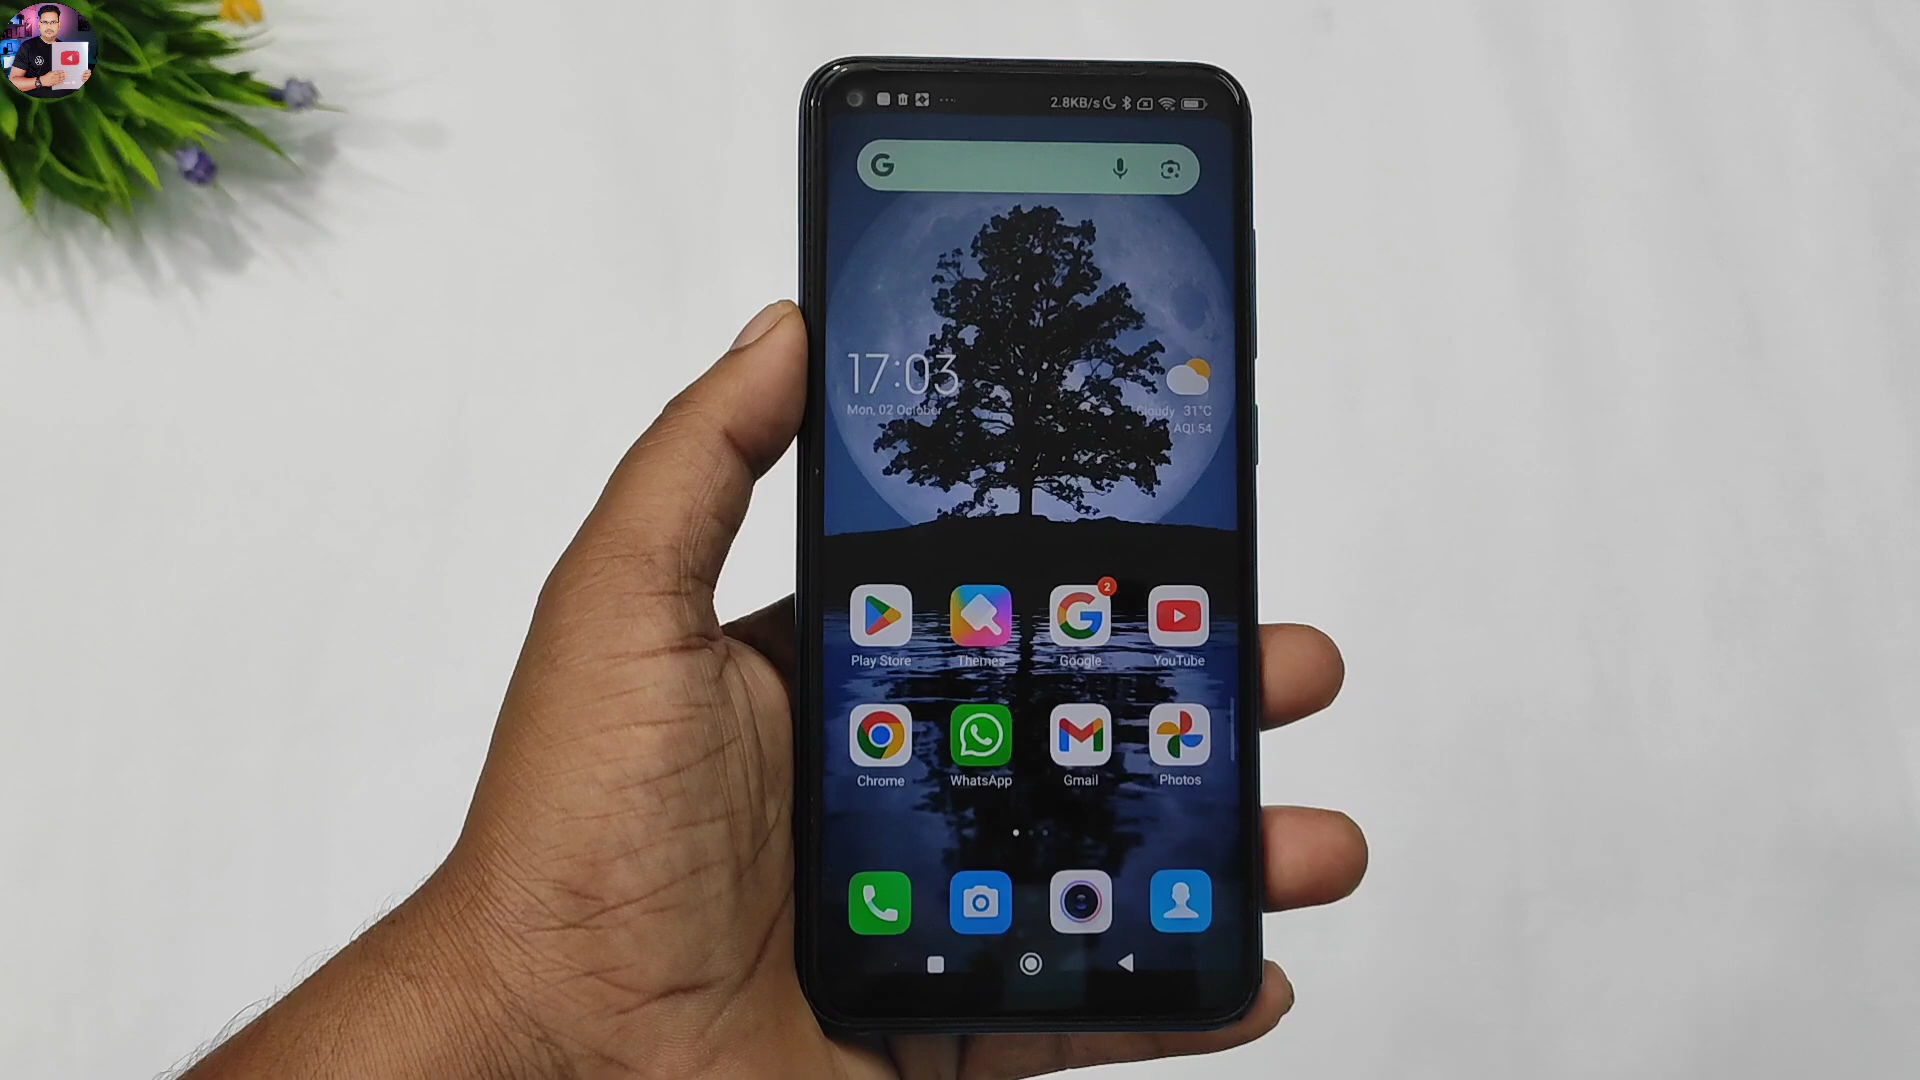 2.8KB/s
17:03
Mon, 02 October
Cloudy 31°C
AQI 54
2
Play Store Themes Google YouTube
Chrome WhatsApp Gmail Photos